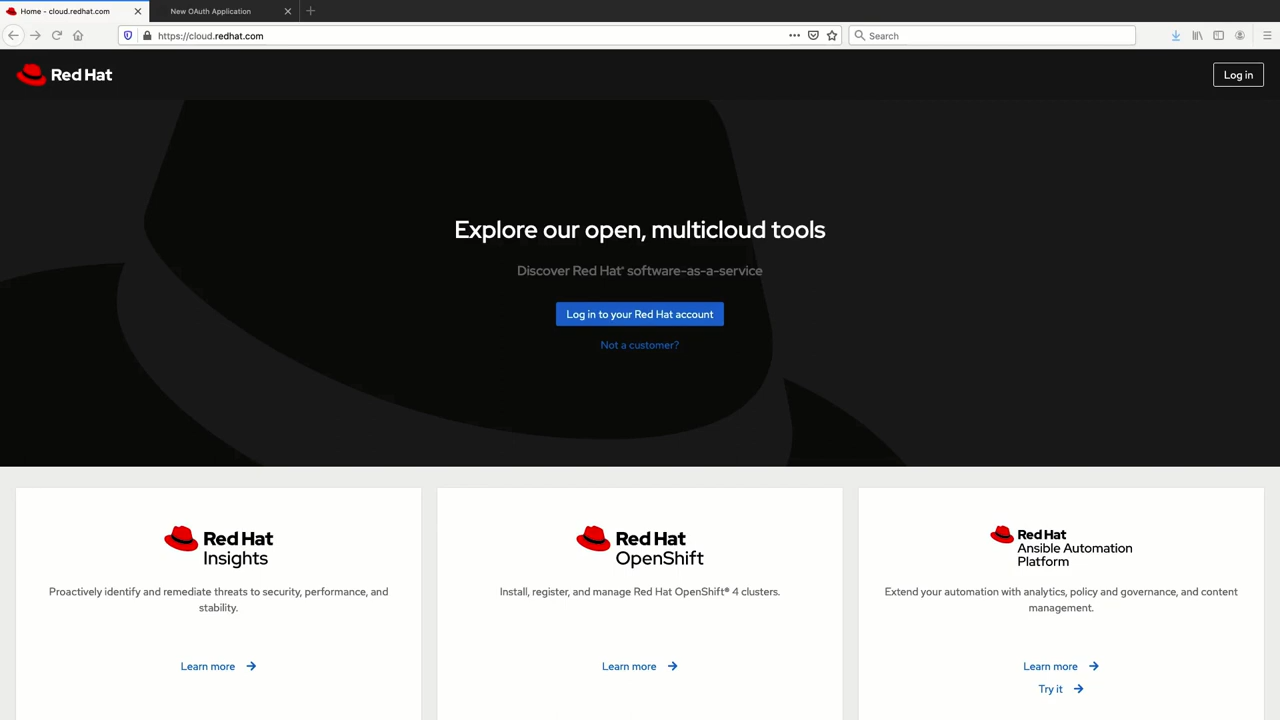 Home - cloud.redhat.com
New OAuth Application
https://cloud.redhat.com
Search
Red Hat
Log in
Explore our open, multicloud tools
Discover Red Hat® software-as-a-service
Log in to your Red Hat account
Not a customer?
Red Hat
Insights
Proactively identify and remediate threats to security, performance, and
stability.
Learn more
Red Hat
OpenShift
Install, register, and manage Red Hat OpenShift® 4 clusters.
Learn more
Red Hat
Ansible Automation
Platform
Extend your automation with analytics, policy and governance, and content
management.
Learn more
Try it